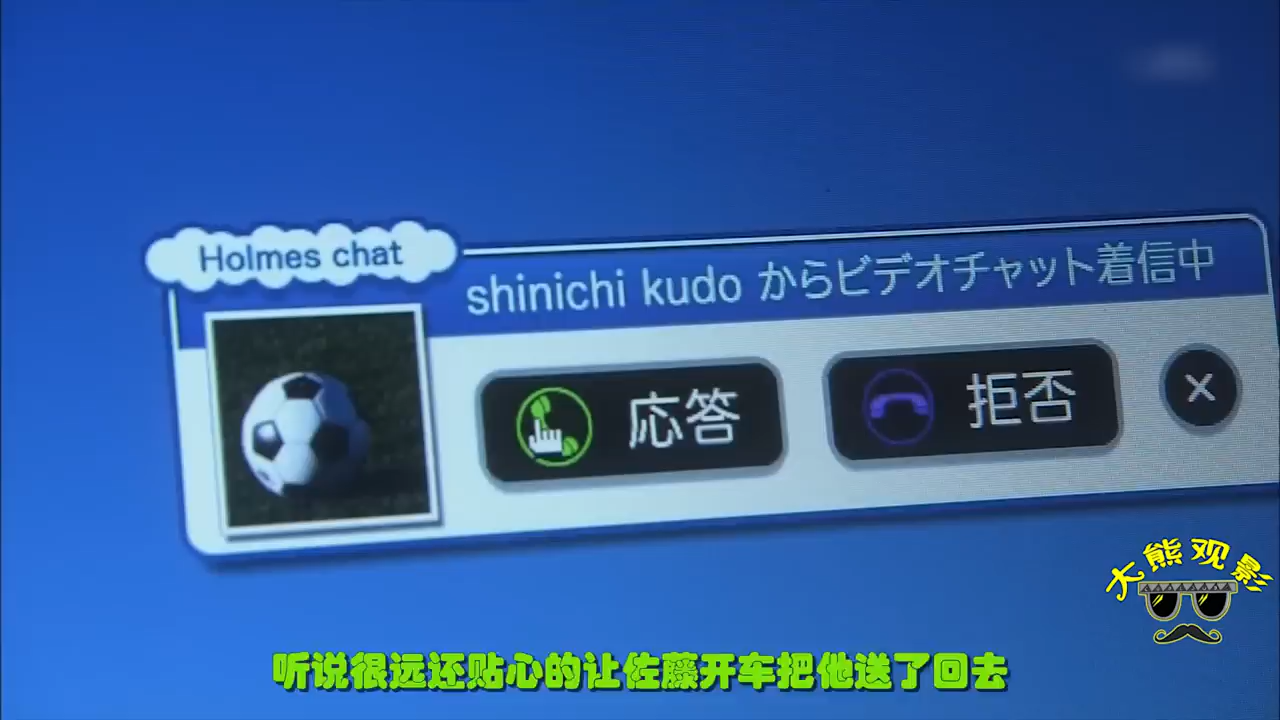 Holmes chat
shinichi kudo からビデオチャット着信中
応答
拒否
大熊观影
听说很远还贴心的让佐藤开车把他送了回去